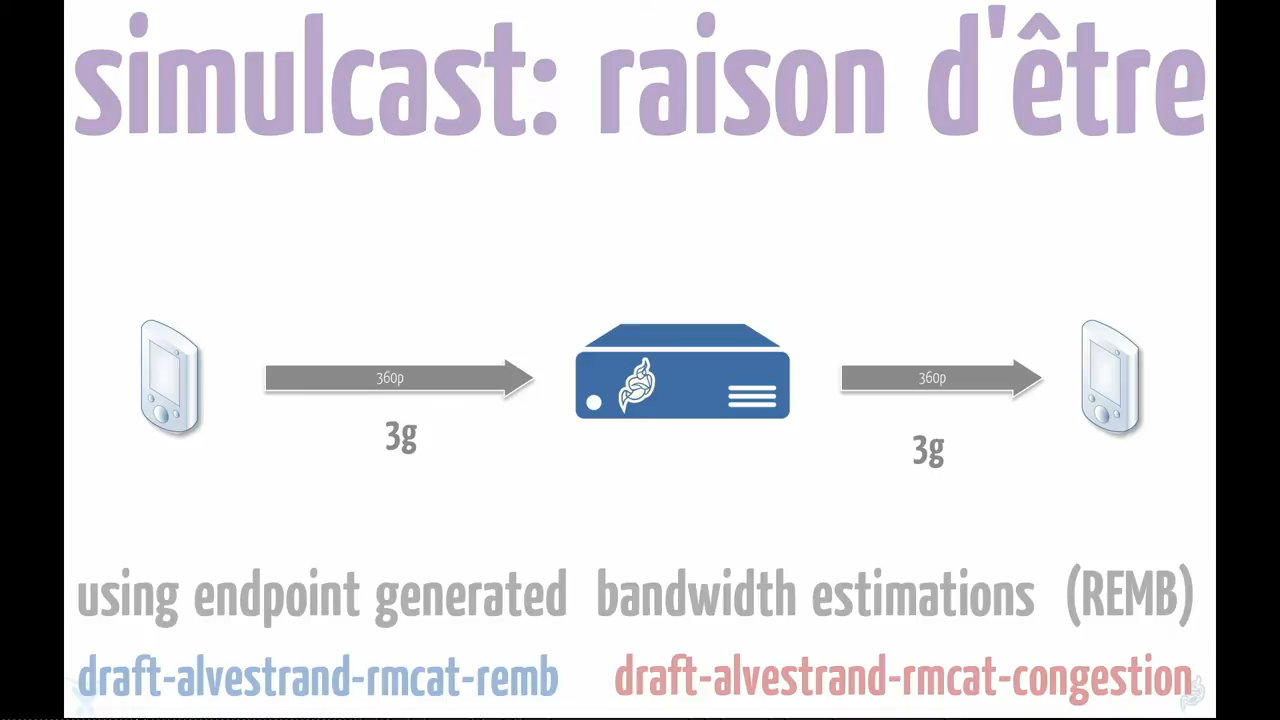 simulcast: raison d'être
360p
360p
3g
3g
using endpoint generated bandwidth estimations (REMB)
draft-alvestrand-rmcat-remb draft-alvestrand-rmcat-congestion